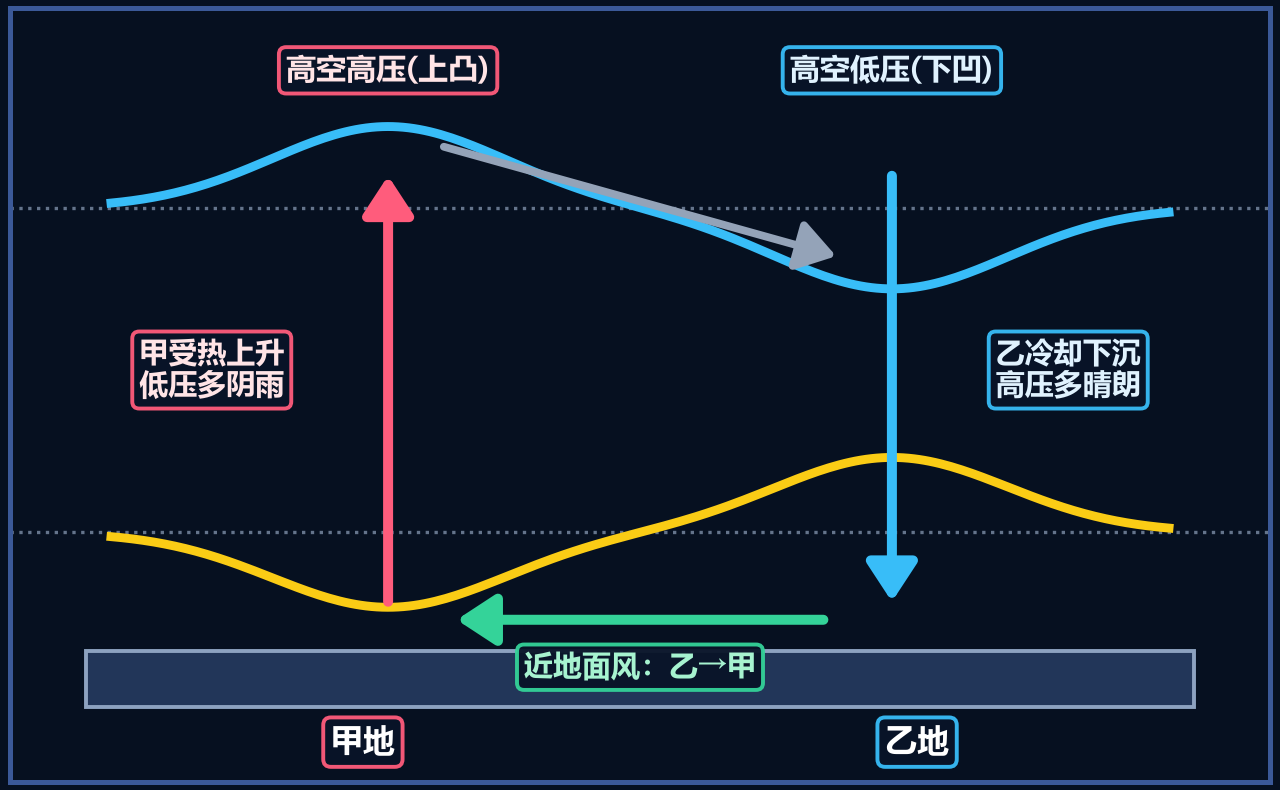 高空高压(上凸)
高空低压(下凹)
甲受热上升
低压多阴雨
乙冷却下沉
高压多晴朗
近地面风：乙→甲
甲地
乙地